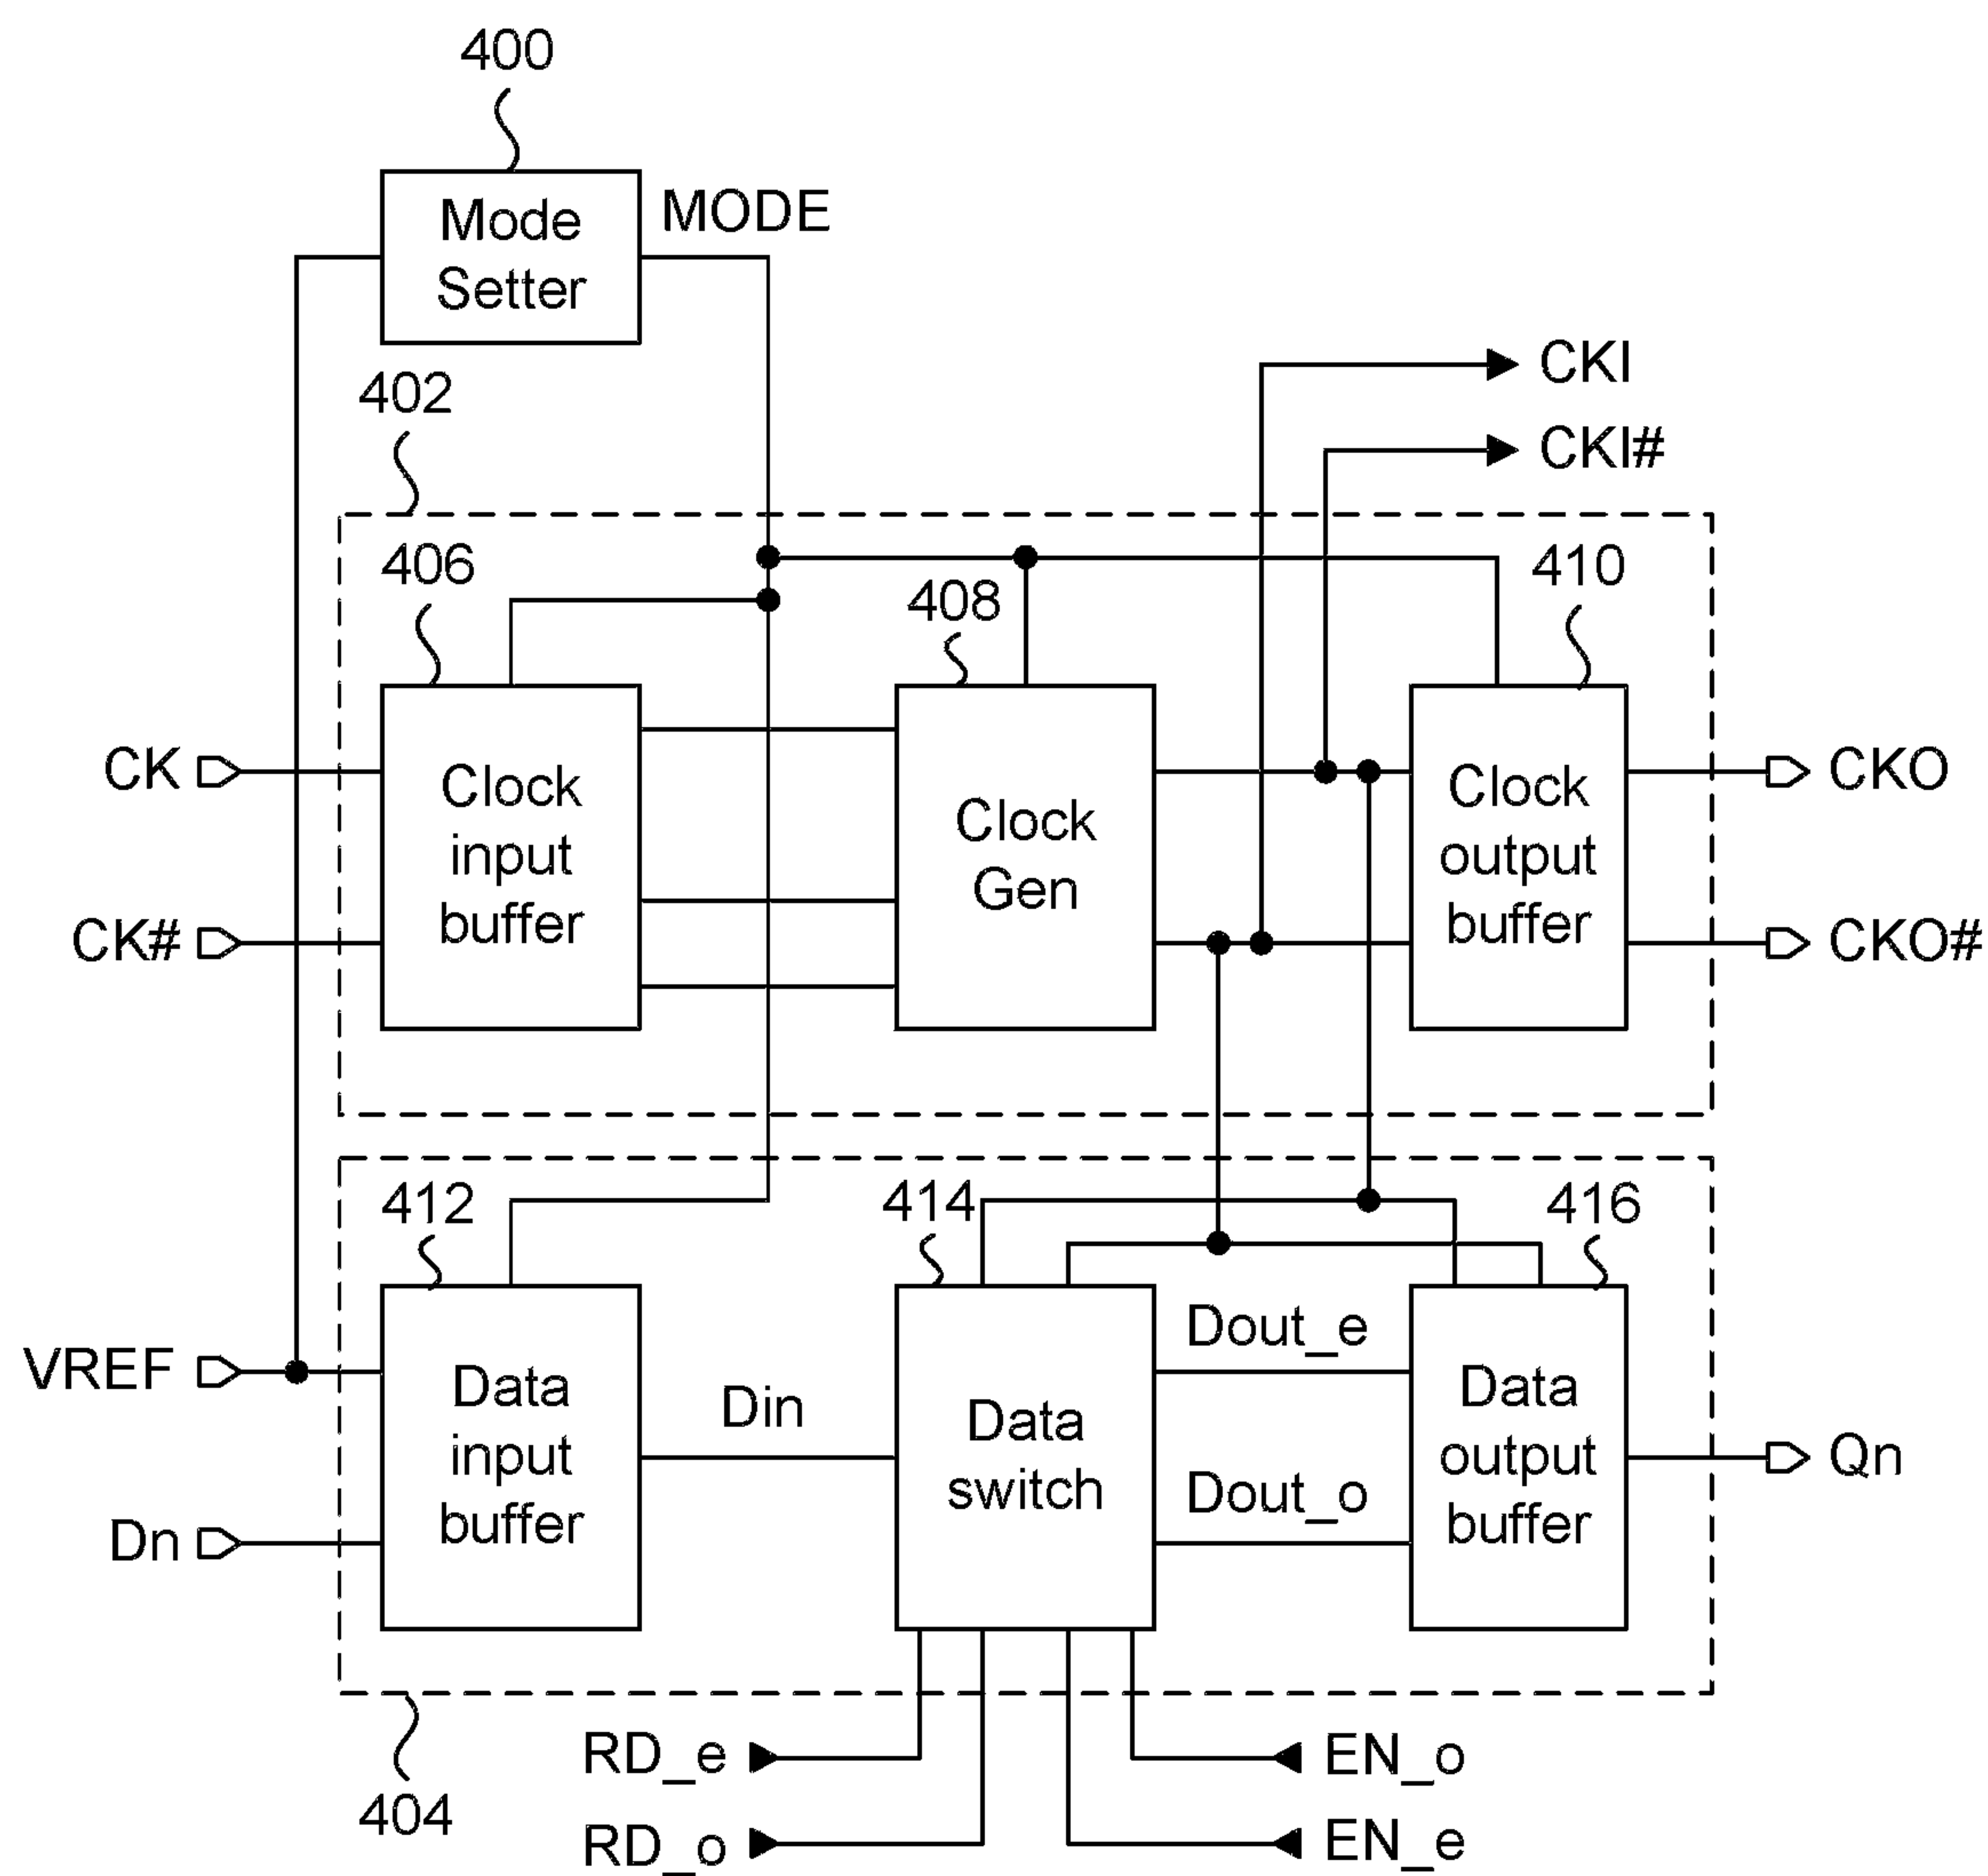 400
Mode
Setter
MODE
402
CKI
CKI#
406
408
410
CK
CK#
Clock
input
buffer
Clock
Gen
Clock
output
buffer
CKO
CKO#
412
414
416
VREF
Dn
Data
input
buffer
Din
Data
switch
Dout_e
Dout_o
Data
output
buffer
Qn
404
RD_e
RD_o
EN_o
EN_e